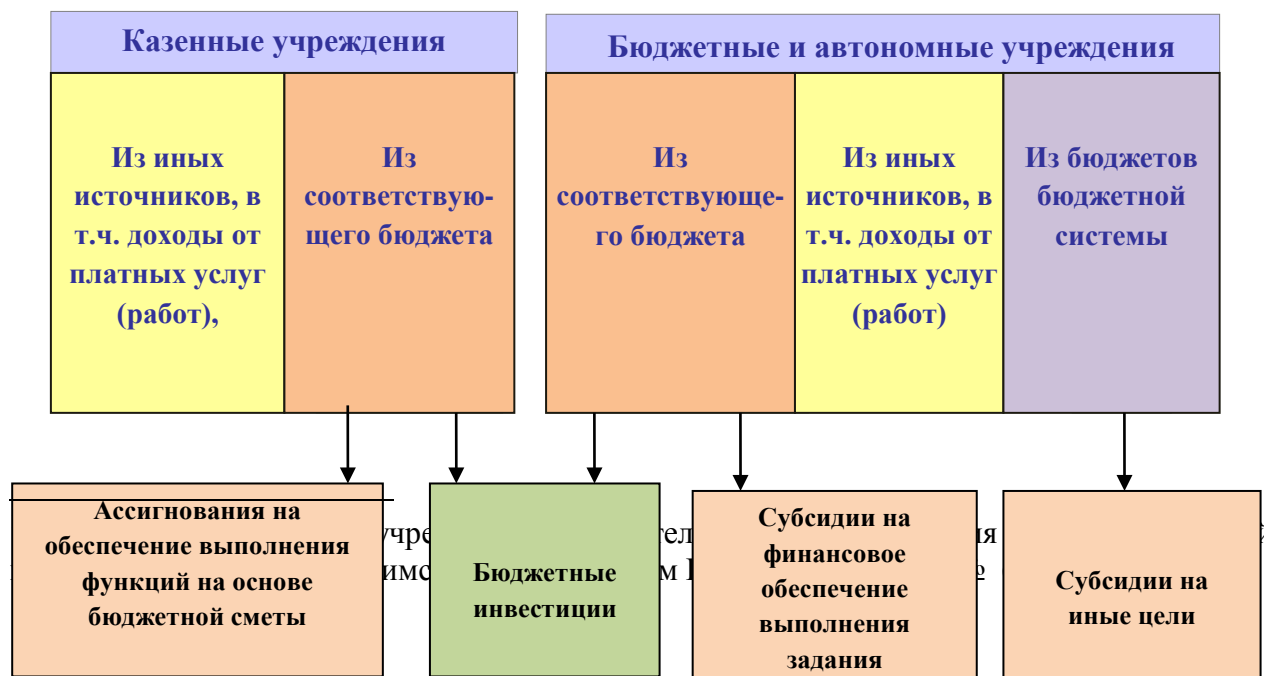 Казенные учреждения
Бюджетные и автономные учреждения
Из иных
источников, в
т.ч. доходы от
платных услуг
(работ),
Из
соответствую-
щего бюджета
Из
соответствующе-
го бюджета
Из иных
источников, в
т.ч. доходы от
платных услуг
(работ)
Из бюджетов
бюджетной
системы
Ассигнования на
обеспечение выполнения
функций на основе
бюджетной сметы
Бюджетные
инвестиции
Субсидии на
финансовое
обеспечение
выполнения
задания
Субсидии на
иные цели